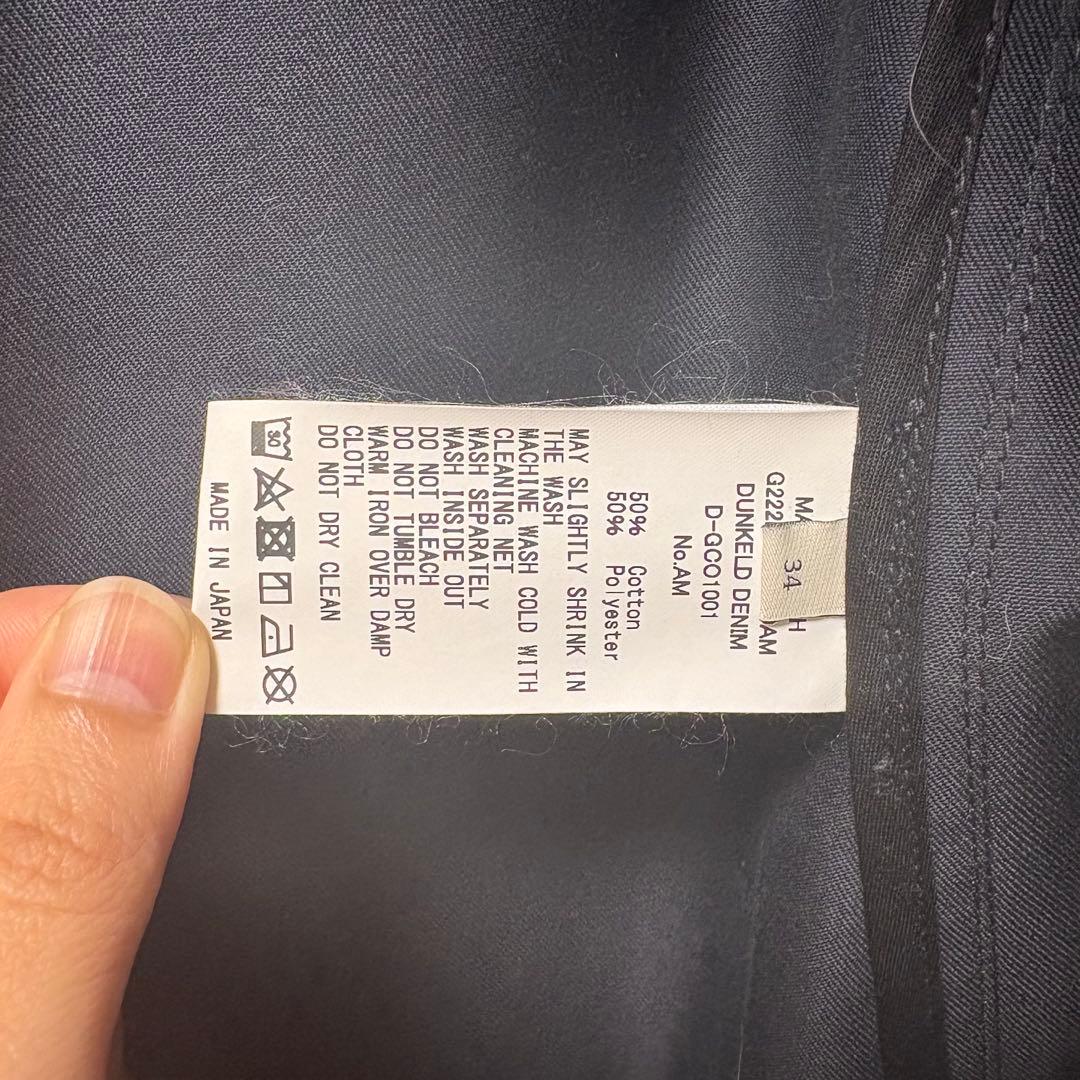 34
DUNKELD DENIM
D-QCO1001
No.AM
50% Cotton
50% Polyester
MAY SLIGHTLY SHRINK IN
THE WASH
MACHINE WASH COLD WITH
CLEANING NET
WASH SEPARATELY
WASH INSIDE OUT
DO NOT BLEACH
DO NOT TUMBLE DRY
WARM IRON OVER DAMP
CLOTH
DO NOT DRY CLEAN
30
MADE IN JAPAN